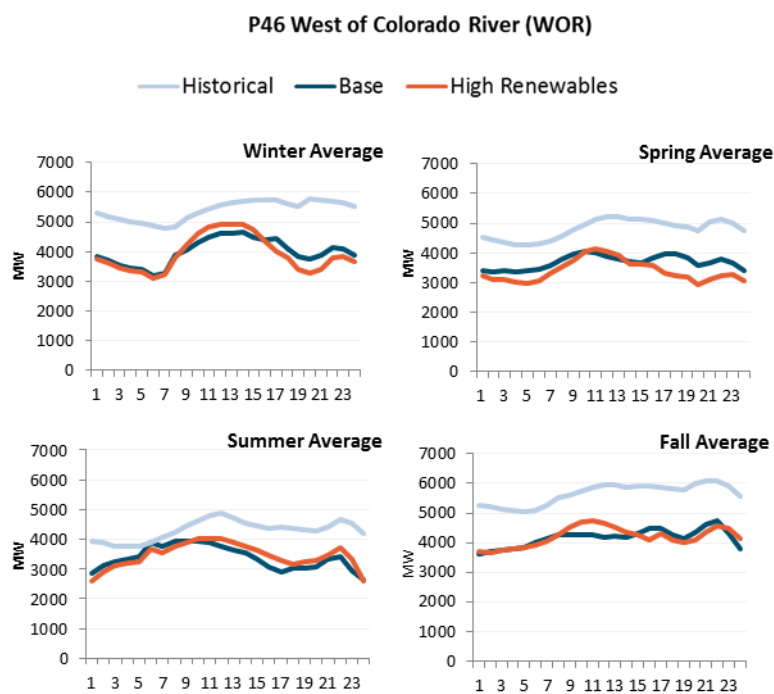 P46 West of Colorado River (WOR)
Historical Base High Renewables
Winter Average
7000
6000
5000
4000
3000
2000
1000
0
MW
1 3 5 7 9 11 13 15 17 19 21 23
Spring Average
7000
6000
5000
4000
3000
2000
1000
0
MW
1 3 5 7 9 11 13 15 17 19 21 23
Summer Average
7000
6000
5000
4000
3000
2000
1000
0
MW
1 3 5 7 9 11 13 15 17 19 21 23
Fall Average
7000
6000
5000
4000
3000
2000
1000
0
MW
1 3 5 7 9 11 13 15 17 19 21 23